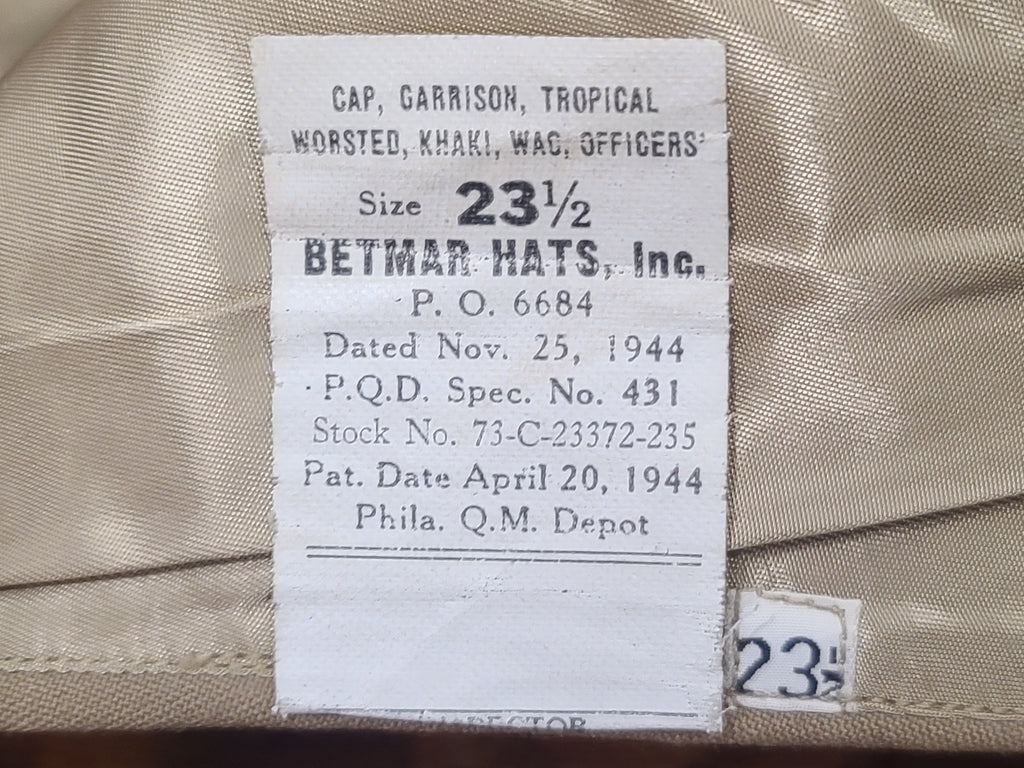 CAP, GARRISON, TROPICAL
WORSTED, KHAKI, WAC, OFFICERS'
Size 23½
BETMAR HATS, Inc.
P. O. 6684
Dated Nov. 25, 1944
P.Q.D. Spec. No. 431
Stock No. 73-C-23372-235
Pat. Date April 20, 1944
Phila. Q.M. Depot
INSPECTOR
23½